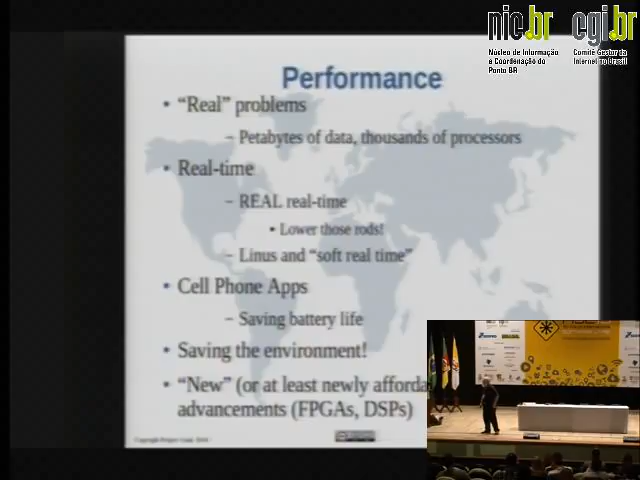 nic.br cgi.br
Núcleo de Informação
e Coordenação do
Ponto BR
Comitê Gestor da
Internet no Brasil
Performance
• “Real” problems
– Petabytes of data, thousands of processors
• Real-time
– REAL real-time
• Lower those rods!
– Linus and “soft real time”
• Cell Phone Apps
– Saving battery life
• Saving the environment!
• “New” (or at least newly afforda
advancements (FPGAs, DSPs)